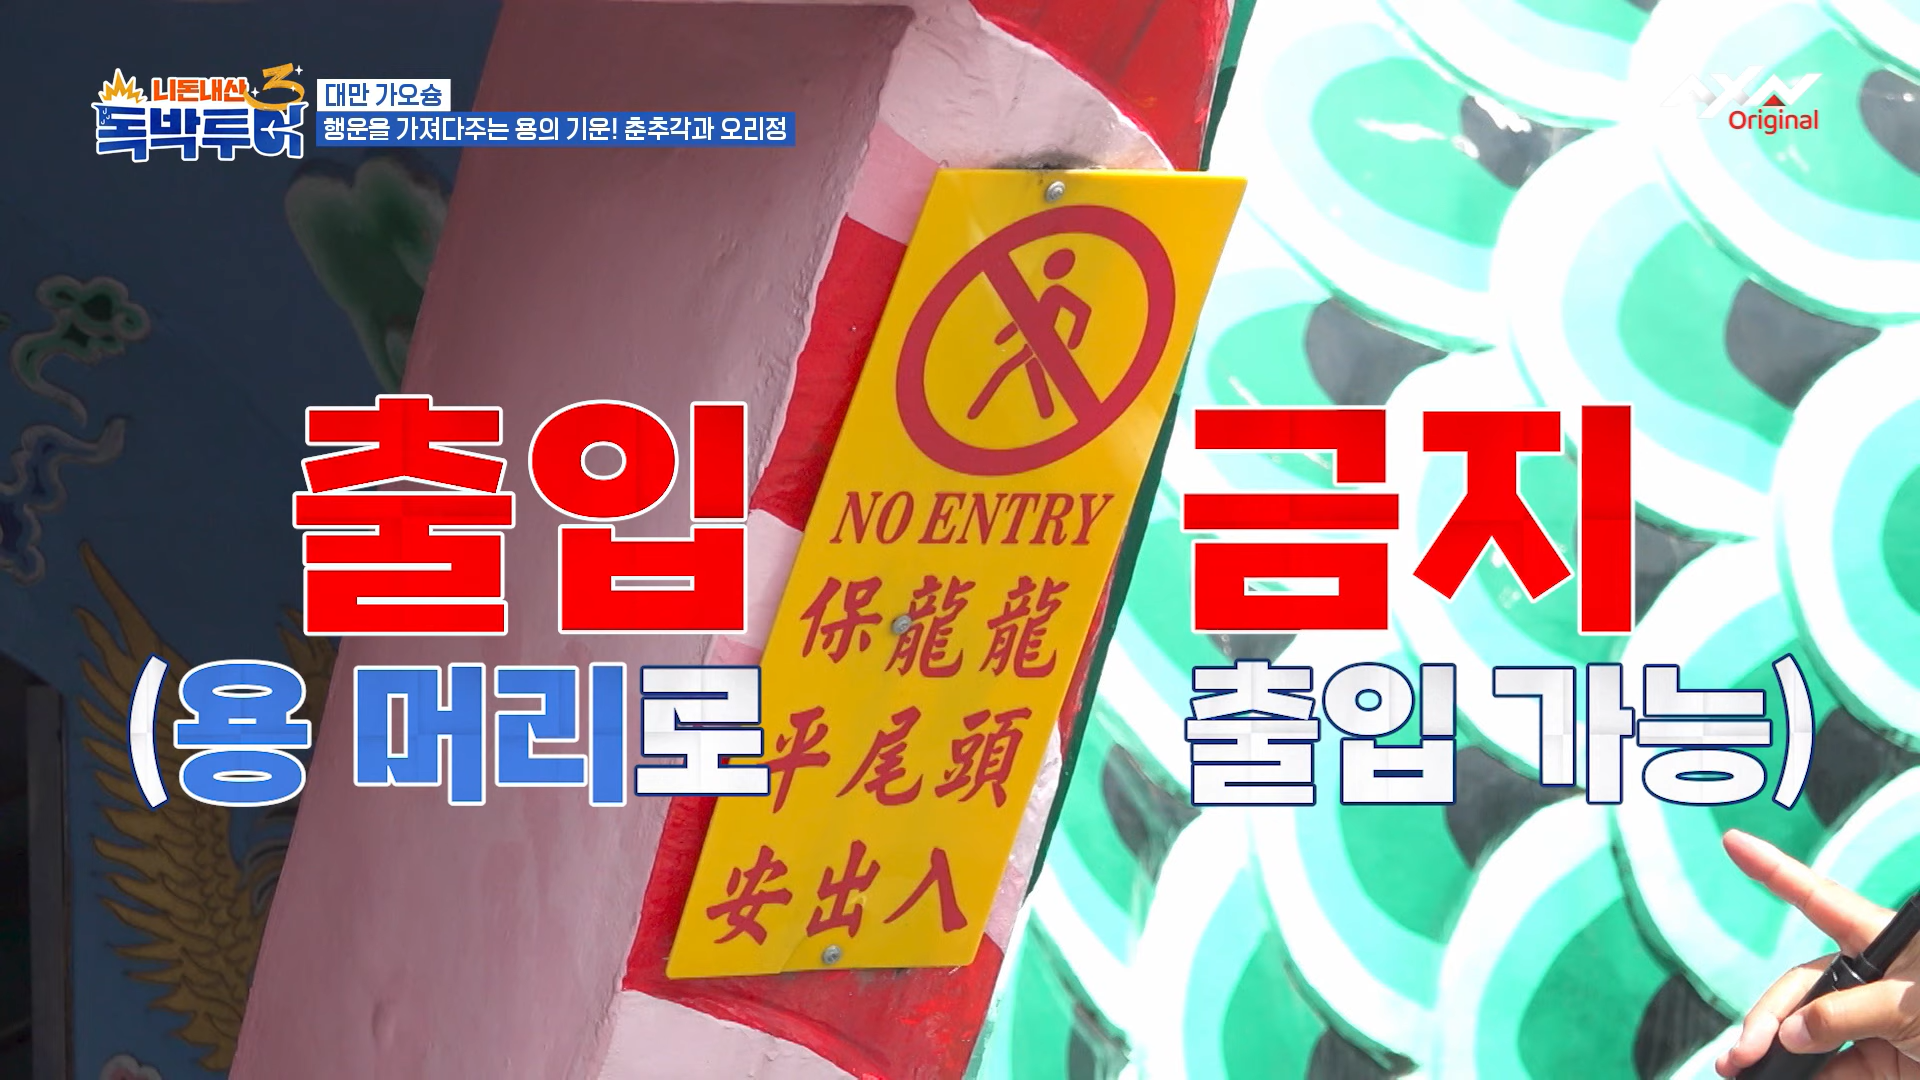 니돈내산
독박투어3
대만 가오슝
행운을 가져다주는 용의 기운! 춘추각과 오리정
AXN
Original
NO ENTRY
출입 금지
保龍龍
(용 머리로 출입 가능)
平尾頭
安出入